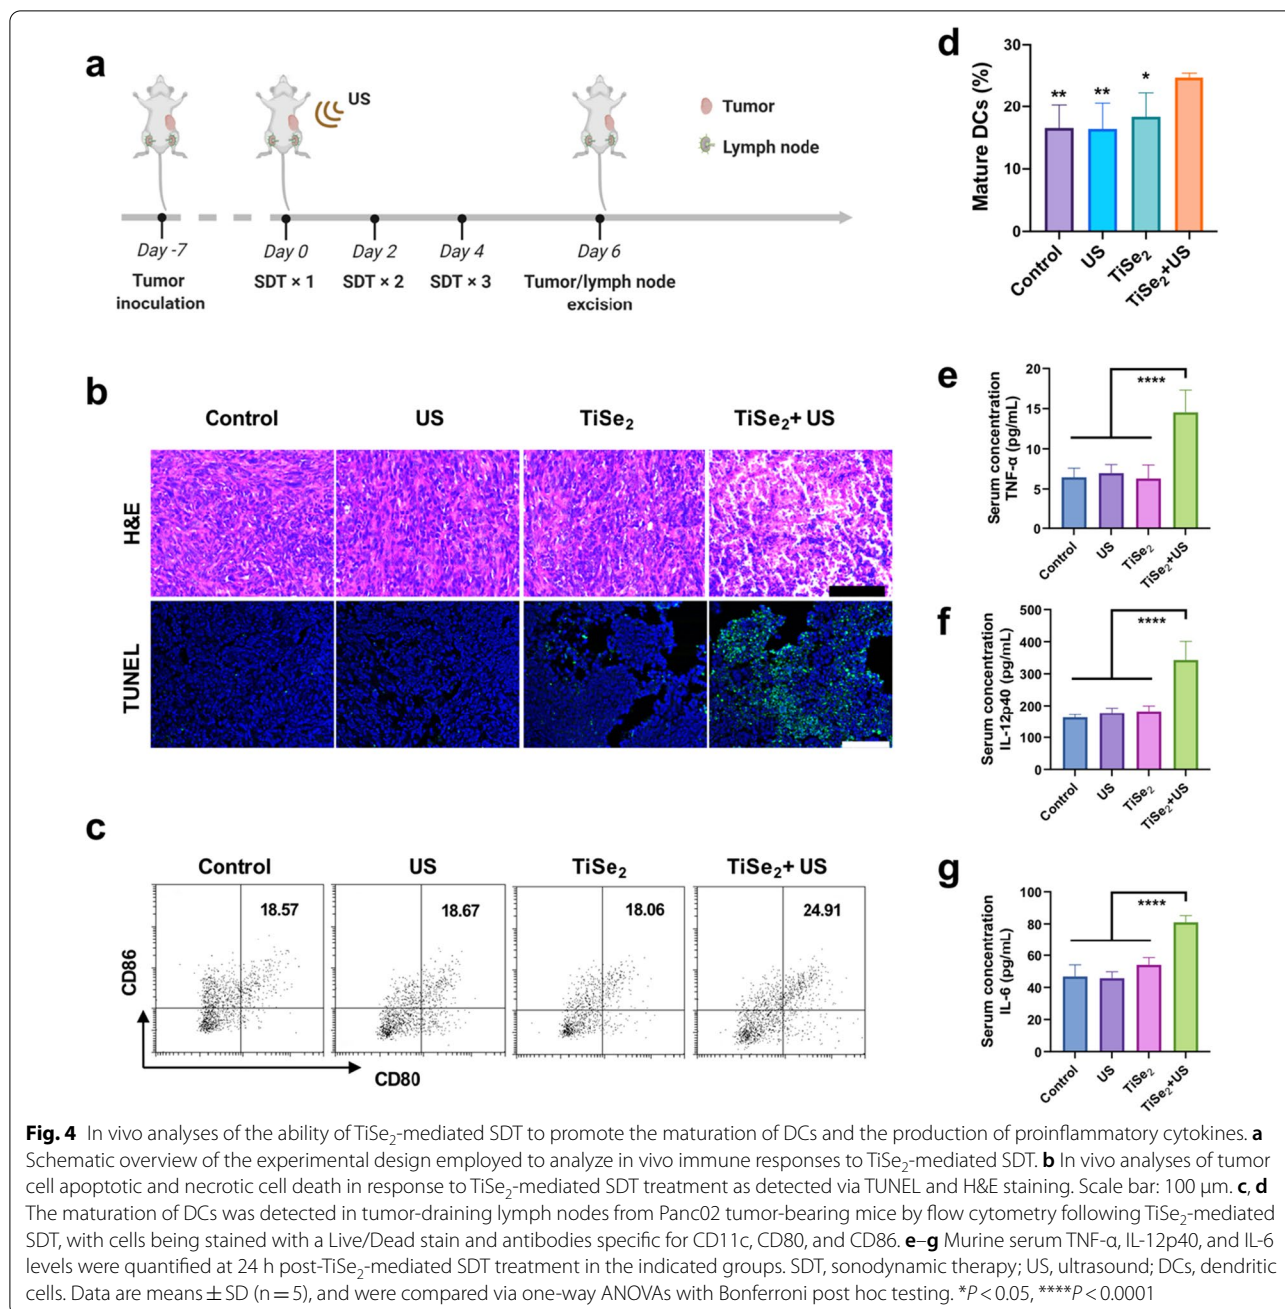 a
US
Tumor
Lymph node
Day -7
Day 0
Day 2
Day 4
Day 6
Tumor
inoculation
SDT × 1
SDT × 2
SDT × 3
Tumor/lymph node
excision
b
Control
US
TiSe₂
TiSe₂+ US
H&E
TUNEL
c
Control
US
TiSe₂
TiSe₂+ US
18.57
18.67
18.06
24.91
CD86
CD80
d
Mature DCs (%)
30
20
10
0
**
**
*
Control
US
TiSe₂
TiSe₂+US
e
Serum concentration
TNF-α (pg/mL)
20
15
10
5
0
****
Control
US
TiSe₂
TiSe₂+US
f
Serum concentration
IL-12p40 (pg/mL)
500
400
300
200
100
0
****
Control
US
TiSe₂
TiSe₂+US
g
Serum concentration
IL-6 (pg/mL)
100
80
60
40
20
0
****
Control
US
TiSe₂
TiSe₂+US
Fig. 4 In vivo analyses of the ability of TiSe₂-mediated SDT to promote the maturation of DCs and the production of proinflammatory cytokines. a
Schematic overview of the experimental design employed to analyze in vivo immune responses to TiSe₂-mediated SDT. b In vivo analyses of tumor
cell apoptotic and necrotic cell death in response to TiSe₂-mediated SDT treatment as detected via TUNEL and H&E staining. Scale bar: 100 μm. c, d
The maturation of DCs was detected in tumor-draining lymph nodes from Panc02 tumor-bearing mice by flow cytometry following TiSe₂-mediated
SDT, with cells being stained with a Live/Dead stain and antibodies specific for CD11c, CD80, and CD86. e–g Murine serum TNF-α, IL-12p40, and IL-6
levels were quantified at 24 h post-TiSe₂-mediated SDT treatment in the indicated groups. SDT, sonodynamic therapy; US, ultrasound; DCs, dendritic
cells. Data are means ± SD (n = 5), and were compared via one-way ANOVAs with Bonferroni post hoc testing. *P < 0.05, ****P < 0.0001